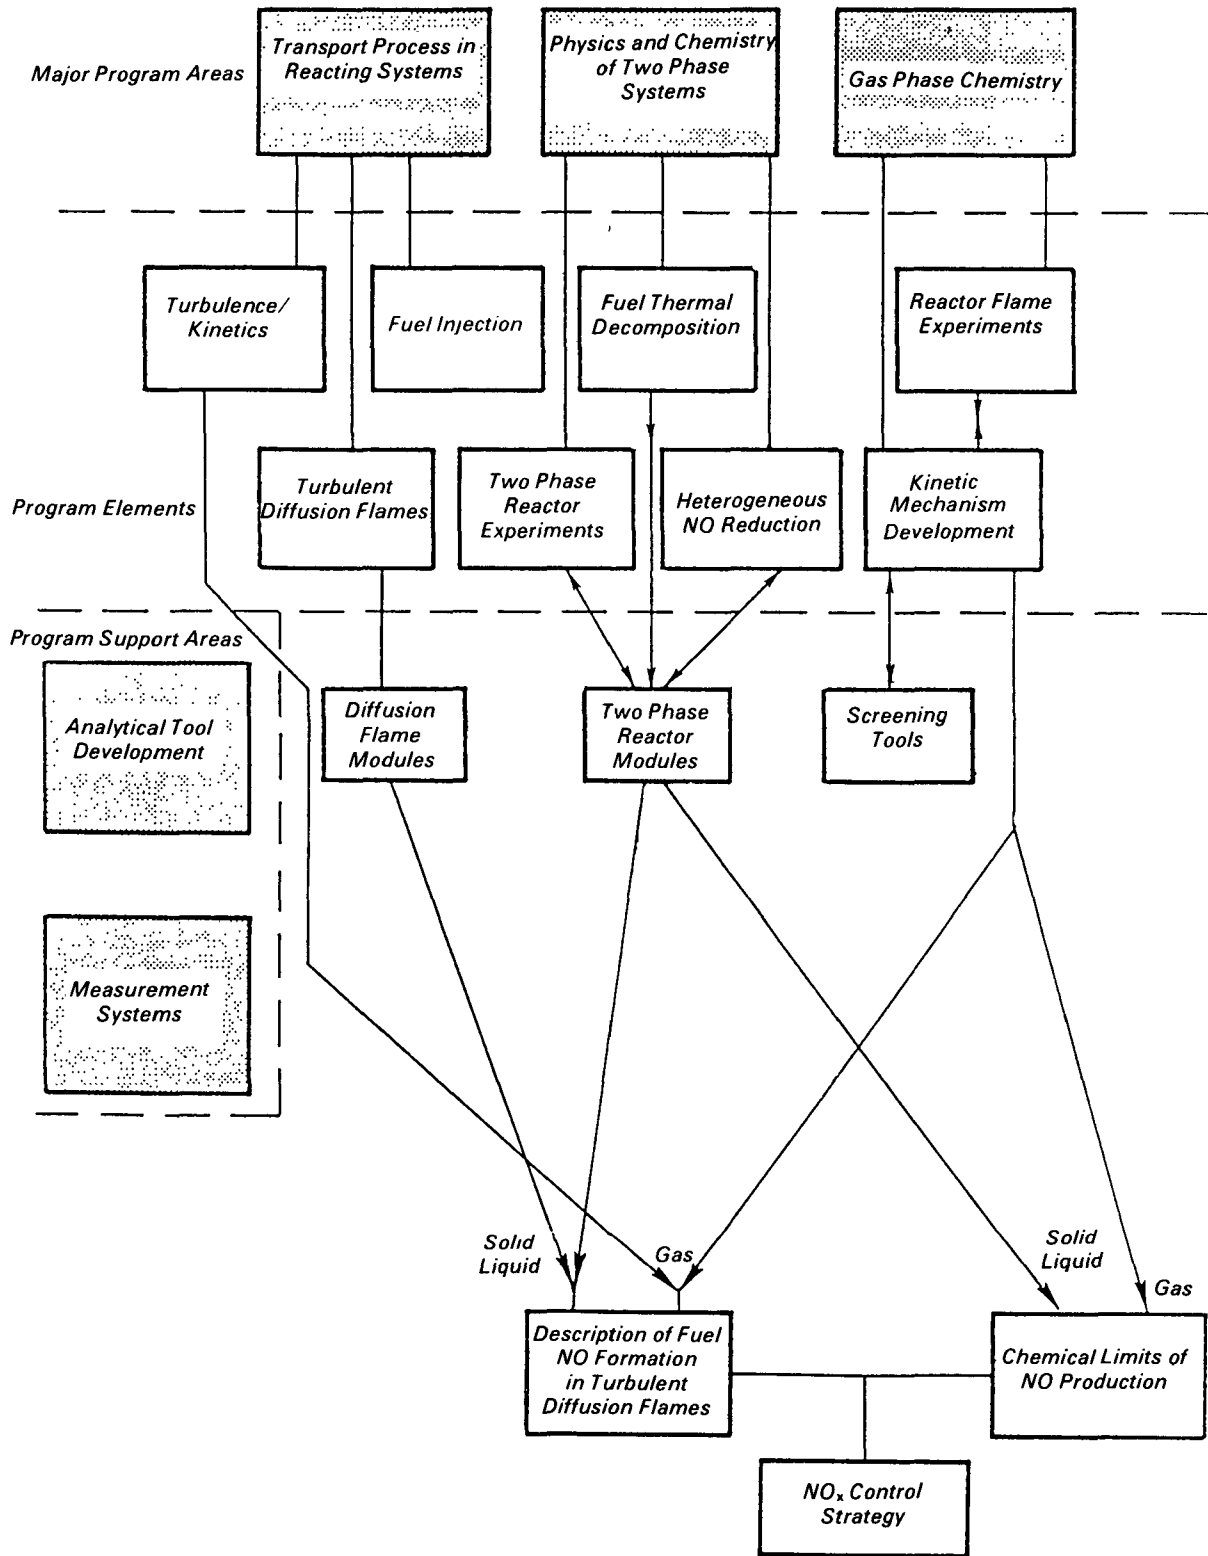 Major Program Areas
Transport Process in
Reacting Systems
Physics and Chemistry
of Two Phase
Systems
Gas Phase Chemistry
Turbulence/
Kinetics
Fuel Injection
Fuel Thermal
Decomposition
Reactor Flame
Experiments
Program Elements
Turbulent
Diffusion Flames
Two Phase
Reactor
Experiments
Heterogeneous
NO Reduction
Kinetic
Mechanism
Development
Program Support Areas
Analytical Tool
Development
Diffusion
Flame
Modules
Two Phase
Reactor
Modules
Screening
Tools
Measurement
Systems
Solid
Liquid
Gas
Solid
Liquid
Gas
Description of Fuel
NO Formation
in Turbulent
Diffusion Flames
Chemical Limits of
NO Production
NOₓ Control
Strategy